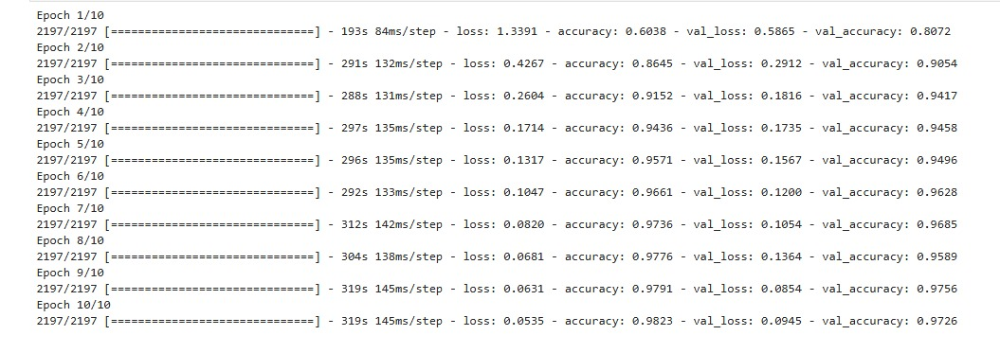 Epoch 1/10
2197/2197 [==============================] - 193s 84ms/step - loss: 1.3391 - accuracy: 0.6038 - val_loss: 0.5865 - val_accuracy: 0.8072
Epoch 2/10
2197/2197 [==============================] - 291s 132ms/step - loss: 0.4267 - accuracy: 0.8645 - val_loss: 0.2912 - val_accuracy: 0.9054
Epoch 3/10
2197/2197 [==============================] - 288s 131ms/step - loss: 0.2604 - accuracy: 0.9152 - val_loss: 0.1816 - val_accuracy: 0.9417
Epoch 4/10
2197/2197 [==============================] - 297s 135ms/step - loss: 0.1714 - accuracy: 0.9436 - val_loss: 0.1735 - val_accuracy: 0.9458
Epoch 5/10
2197/2197 [==============================] - 296s 135ms/step - loss: 0.1317 - accuracy: 0.9571 - val_loss: 0.1567 - val_accuracy: 0.9496
Epoch 6/10
2197/2197 [==============================] - 292s 133ms/step - loss: 0.1047 - accuracy: 0.9661 - val_loss: 0.1200 - val_accuracy: 0.9628
Epoch 7/10
2197/2197 [==============================] - 312s 142ms/step - loss: 0.0820 - accuracy: 0.9736 - val_loss: 0.1054 - val_accuracy: 0.9685
Epoch 8/10
2197/2197 [==============================] - 304s 138ms/step - loss: 0.0681 - accuracy: 0.9776 - val_loss: 0.1364 - val_accuracy: 0.9589
Epoch 9/10
2197/2197 [==============================] - 319s 145ms/step - loss: 0.0631 - accuracy: 0.9791 - val_loss: 0.0854 - val_accuracy: 0.9756
Epoch 10/10
2197/2197 [==============================] - 319s 145ms/step - loss: 0.0535 - accuracy: 0.9823 - val_loss: 0.0945 - val_accuracy: 0.9726